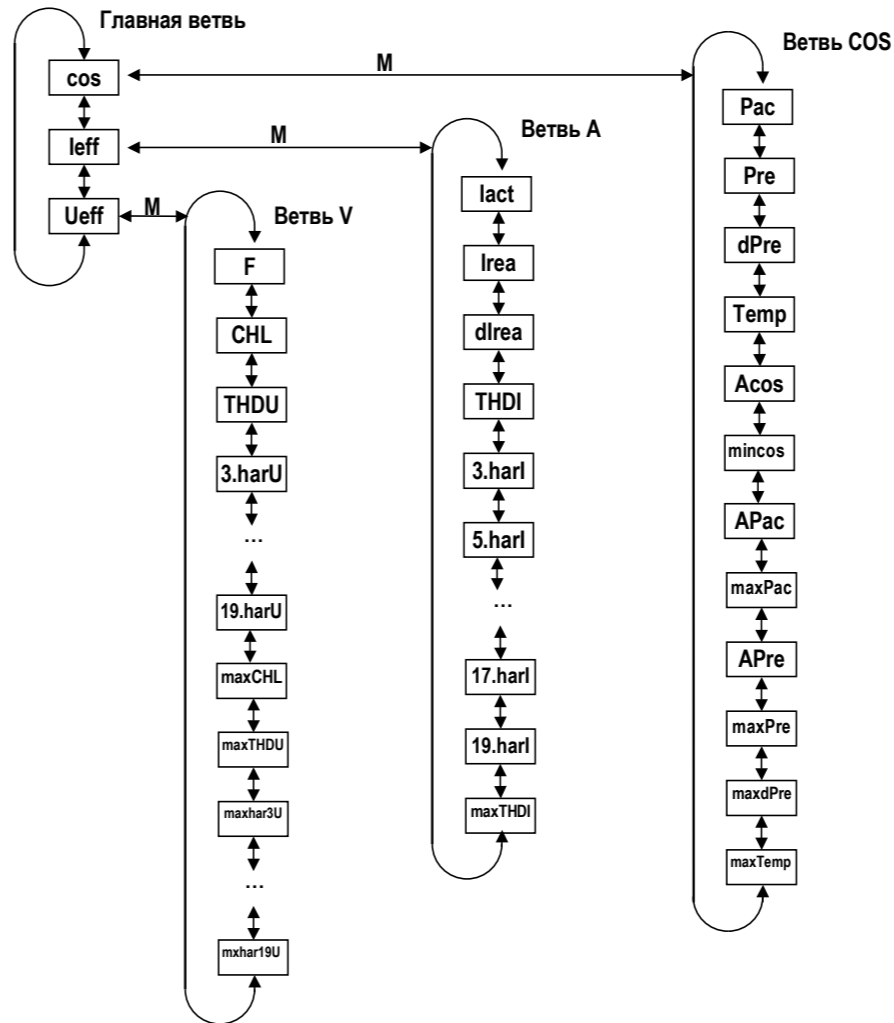 Главная ветвь
cos
Ieff
Ueff
M
M
M
Ветвь V
F
CHL
THDU
3.harU
...
19.harU
maxCHL
maxTHDU
maxhar3U
...
mxhar19U
Ветвь A
Iact
Irea
dIrea
THDI
3.harI
5.harI
...
17.harI
19.harI
maxTHDI
Ветвь COS
Pac
Pre
dPre
Temp
Acos
mincos
APac
maxPac
APre
maxPre
maxdPre
maxTemp